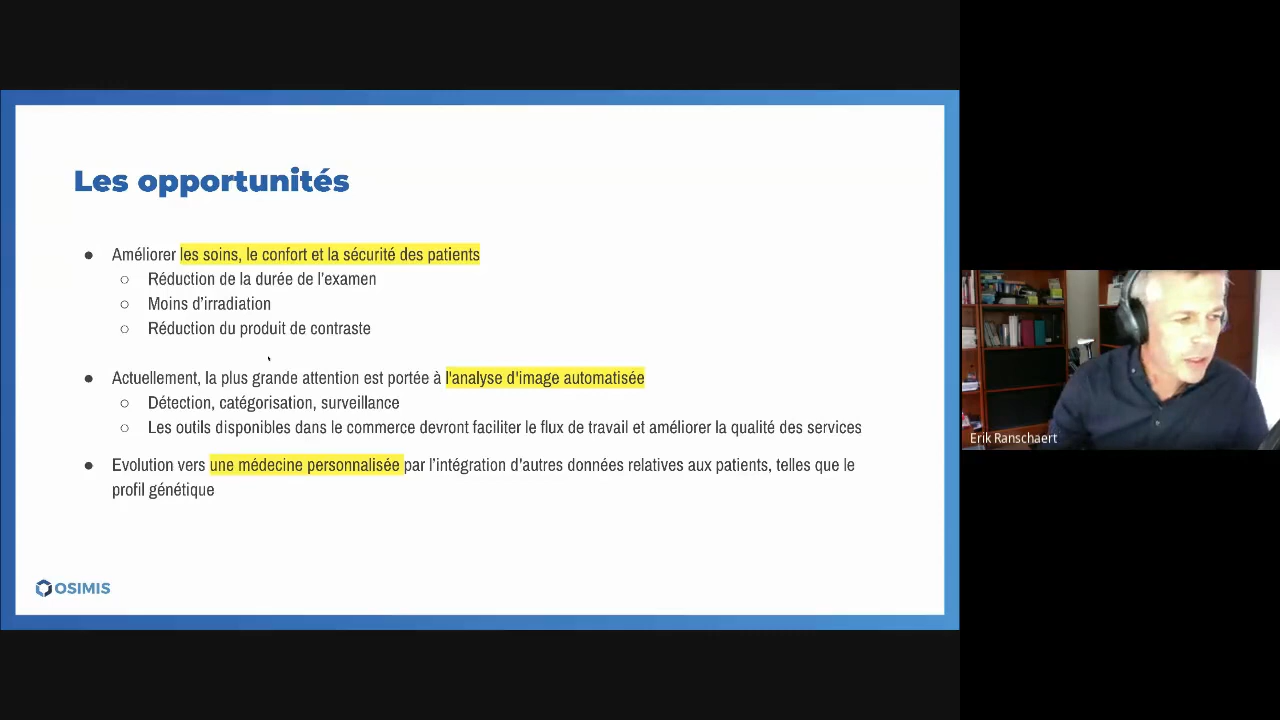 Les opportunités
● Améliorer les soins, le confort et la sécurité des patients
○ Réduction de la durée de l'examen
○ Moins d’irradiation
○ Réduction du produit de contraste
● Actuellement, la plus grande attention est portée à l'analyse d'image automatisée
○ Détection, catégorisation, surveillance
○ Les outils disponibles dans le commerce devront faciliter le flux de travail et améliorer la qualité des services
● Evolution vers une médecine personnalisée par l’intégration d'autres données relatives aux patients, telles que le
profil génétique
OSIMIS
Erik Ranschaert